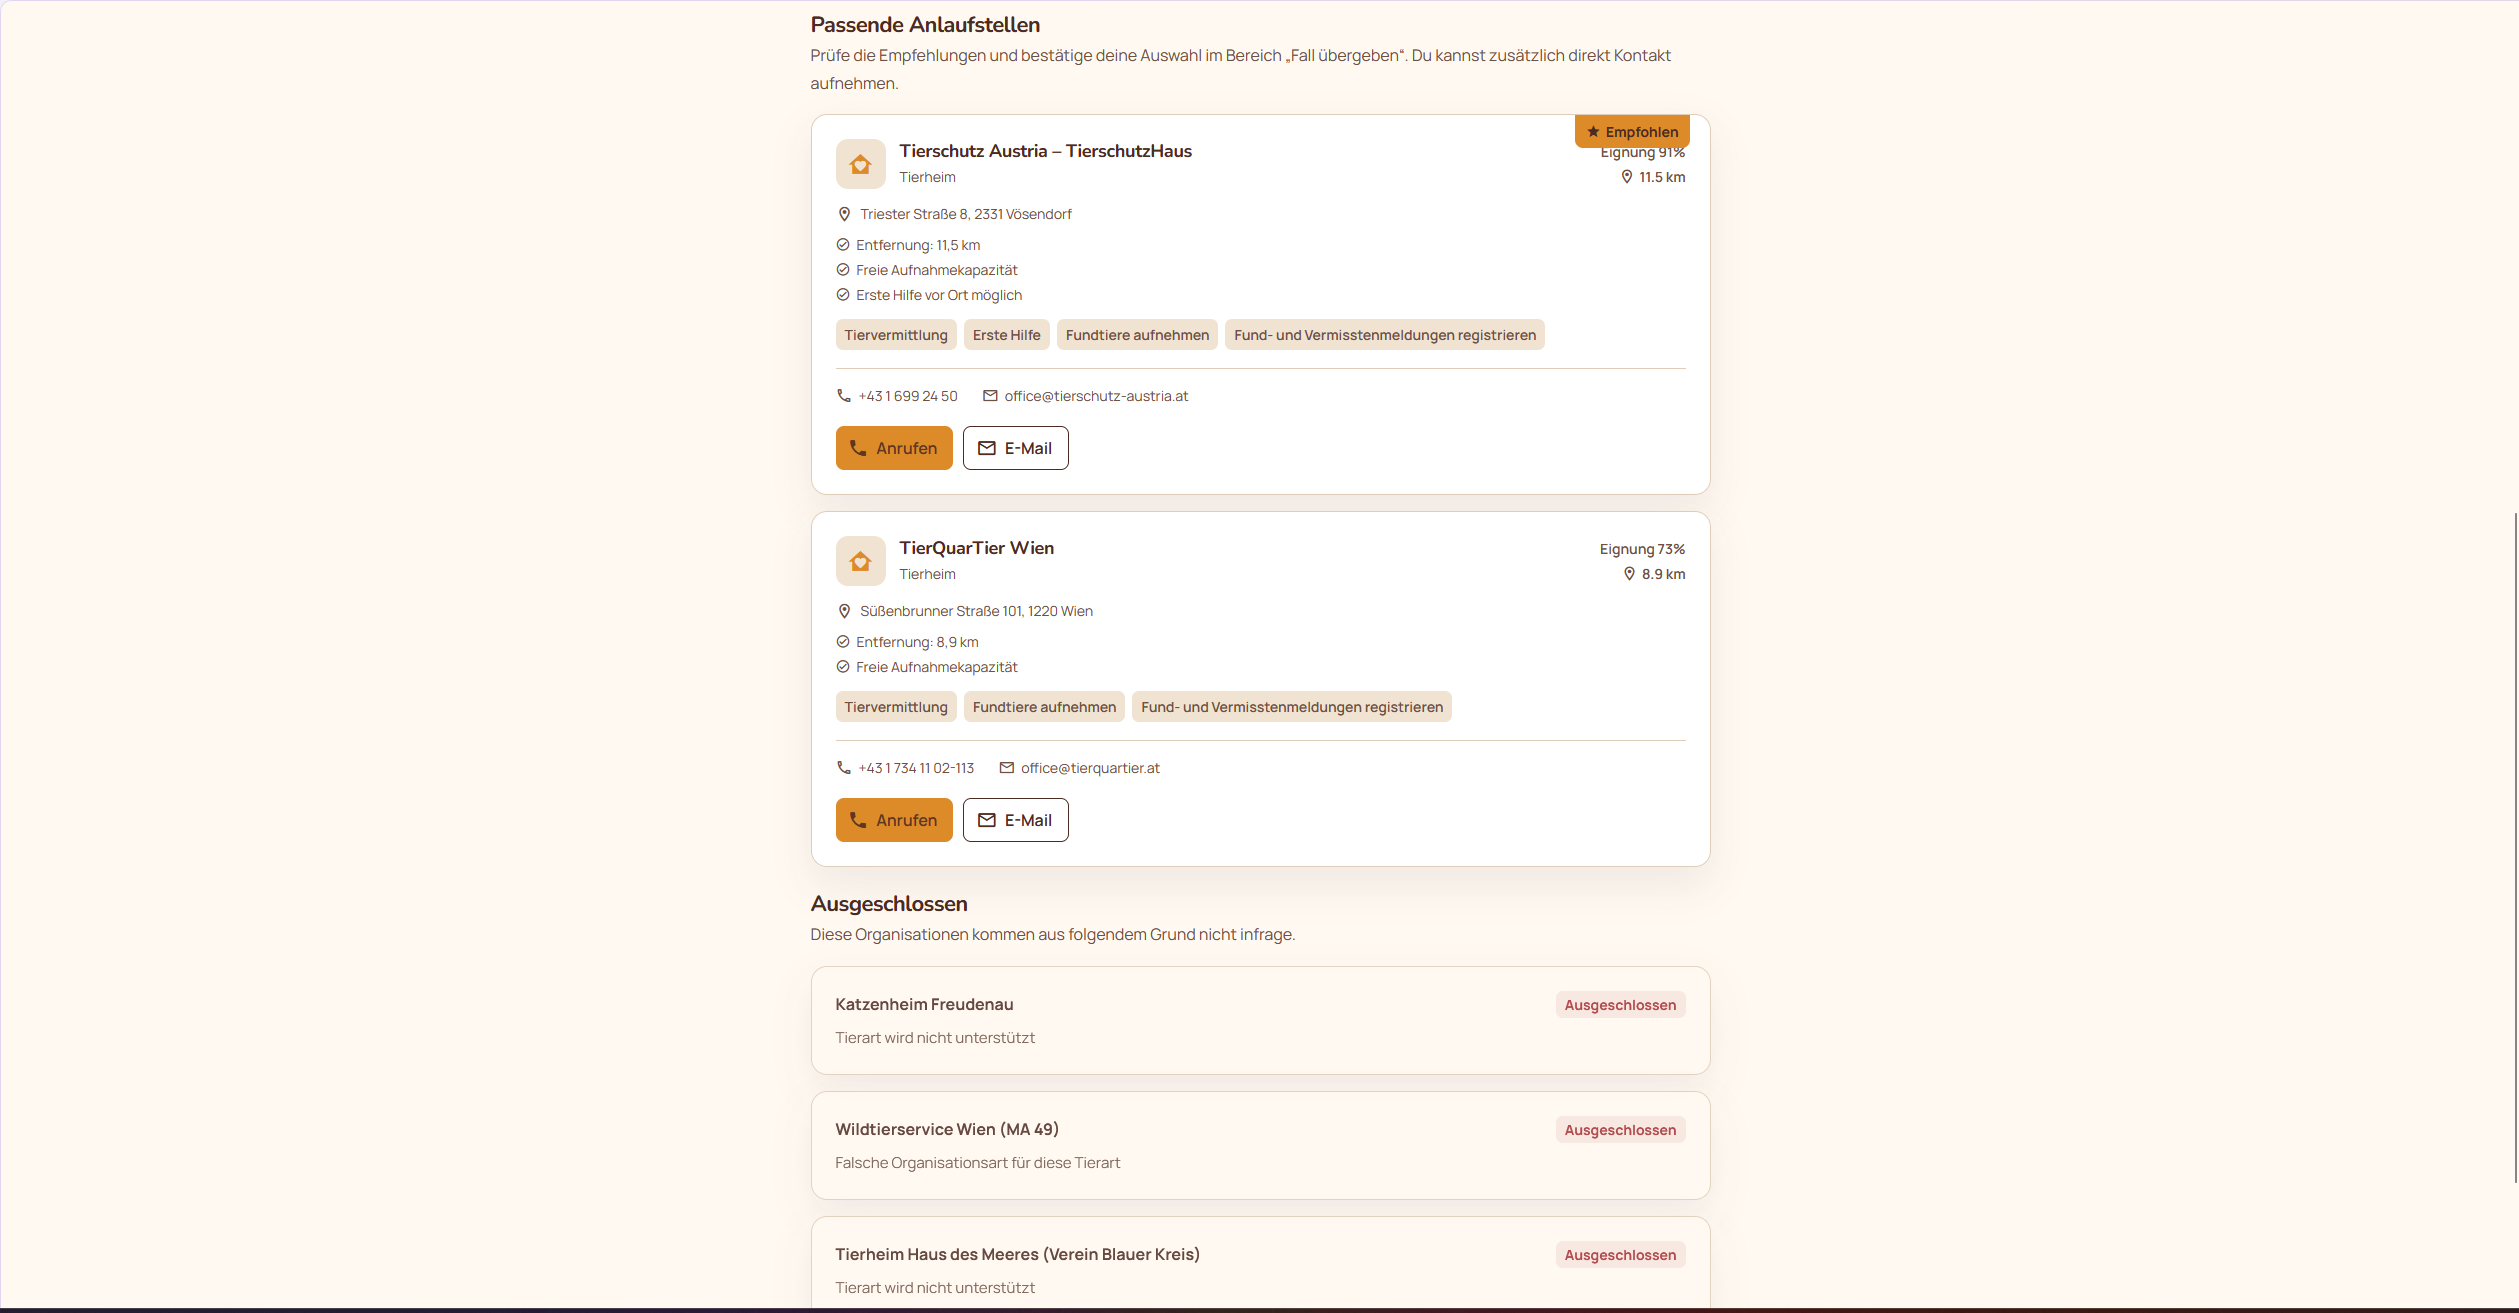 Passende Anlaufstellen
Prüfe die Empfehlungen und bestätige deine Auswahl im Bereich „Fall übergeben“. Du kannst zusätzlich direkt Kontakt
aufnehmen.
Empfohlen
Tierschutz Austria – TierschutzHaus
Eignung 91%
Tierheim
11.5 km
Triester Straße 8, 2331 Vösendorf
Entfernung: 11,5 km
Freie Aufnahmekapazität
Erste Hilfe vor Ort möglich
Tiervermittlung Erste Hilfe Fundtiere aufnehmen Fund- und Vermisstenmeldungen registrieren
+43 1 699 24 50 office@tierschutz-austria.at
Anrufen E-Mail
TierQuarTier Wien
Eignung 73%
Tierheim
8.9 km
Süßenbrunner Straße 101, 1220 Wien
Entfernung: 8,9 km
Freie Aufnahmekapazität
Tiervermittlung Fundtiere aufnehmen Fund- und Vermisstenmeldungen registrieren
+43 1 734 11 02-113 office@tierquartier.at
Anrufen E-Mail
Ausgeschlossen
Diese Organisationen kommen aus folgendem Grund nicht infrage.
Katzenheim Freudenau
Ausgeschlossen
Tierart wird nicht unterstützt
Wildtierservice Wien (MA 49)
Ausgeschlossen
Falsche Organisationsart für diese Tierart
Tierheim Haus des Meeres (Verein Blauer Kreis)
Ausgeschlossen
Tierart wird nicht unterstützt